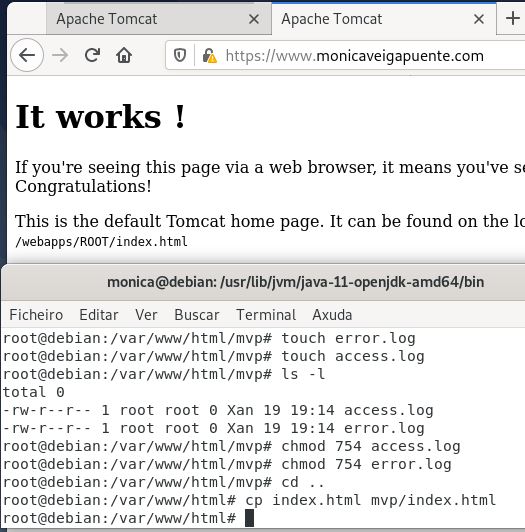 Apache Tomcat
Apache Tomcat
https://www.monicaveigapuente.com
It works !
If you're seeing this page via a web browser, it means you've
Congratulations!
This is the default Tomcat home page. It can be found on the
/webapps/ROOT/index.html
monica@debian: /usr/lib/jvm/java-11-openjdk-amd64/bin
Ficheiro Editar Ver Buscar Terminal Axuda
root@debian:/var/www/html/mvp# touch error.log
root@debian:/var/www/html/mvp# touch access.log
root@debian:/var/www/html/mvp# ls -l
total 0
-rw-r--r-- 1 root root 0 Xan 19 19:14 access.log
-rw-r--r-- 1 root root 0 Xan 19 19:14 error.log
root@debian:/var/www/html/mvp# chmod 754 access.log
root@debian:/var/www/html/mvp# chmod 754 error.log
root@debian:/var/www/html/mvp# cd ..
root@debian:/var/www/html# cp index.html mvp/index.html
root@debian:/var/www/html#